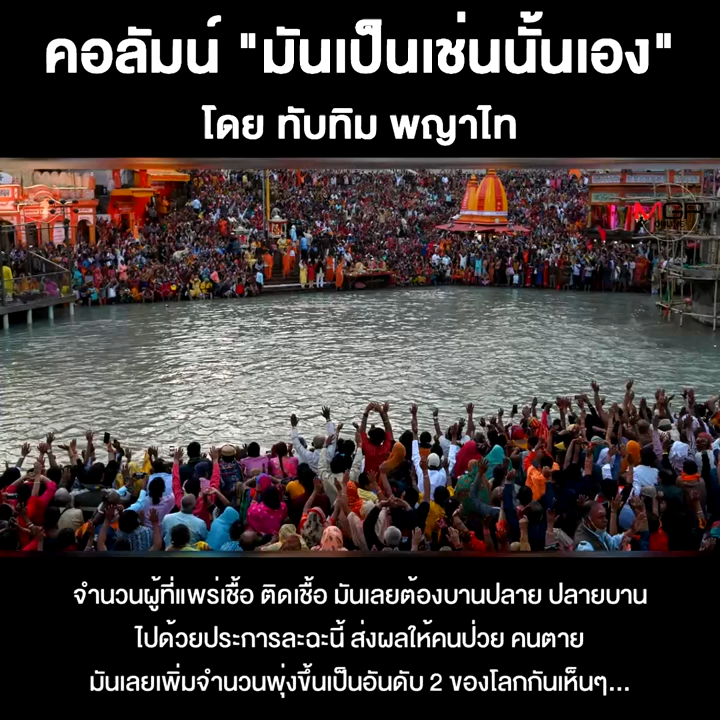 คอลัมน์ "มันเป็นเช่นนั้นเอง"
โดย ทับทิม พญาไท
MGR
จำนวนผู้ที่แพร่เชื้อ ติดเชื้อ มันเลยต้องบานปลาย ปลายบาน
ไปด้วยประการละฉะนี้ ส่งผลให้คนป่วย คนตาย
มันเลยเพิ่มจำนวนพุ่งขึ้นเป็นอันดับ 2 ของโลกกันเห็นๆ...